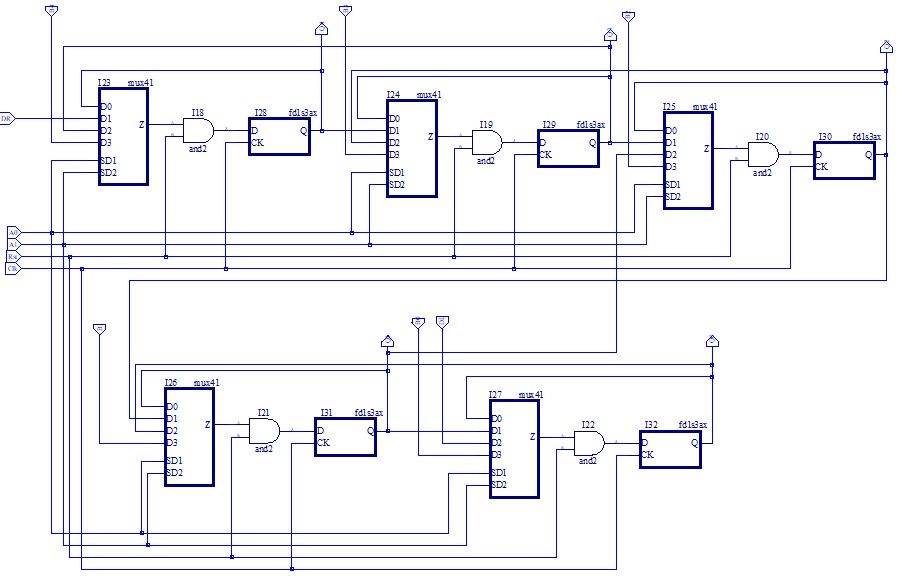 I23 mux41
D0
D1
D2
D3
SD1
SD2
Z
I18
and2
I28 fd1s3ax
D
CK
Q
I24 mux41
D0
D1
D2
D3
SD1
SD2
Z
I19
and2
I29 fd1s3ax
D
CK
Q
I25 mux41
D0
D1
D2
D3
SD1
SD2
Z
I20
and2
I30 fd1s3ax
D
CK
Q
DR
A0
A1
Rst
Clk
I26 mux41
D0
D1
D2
D3
SD1
SD2
Z
I21
and2
I31 fd1s3ax
D
CK
Q
I27 mux41
D0
D1
D2
D3
SD1
SD2
Z
I22
and2
I32 fd1s3ax
D
CK
Q